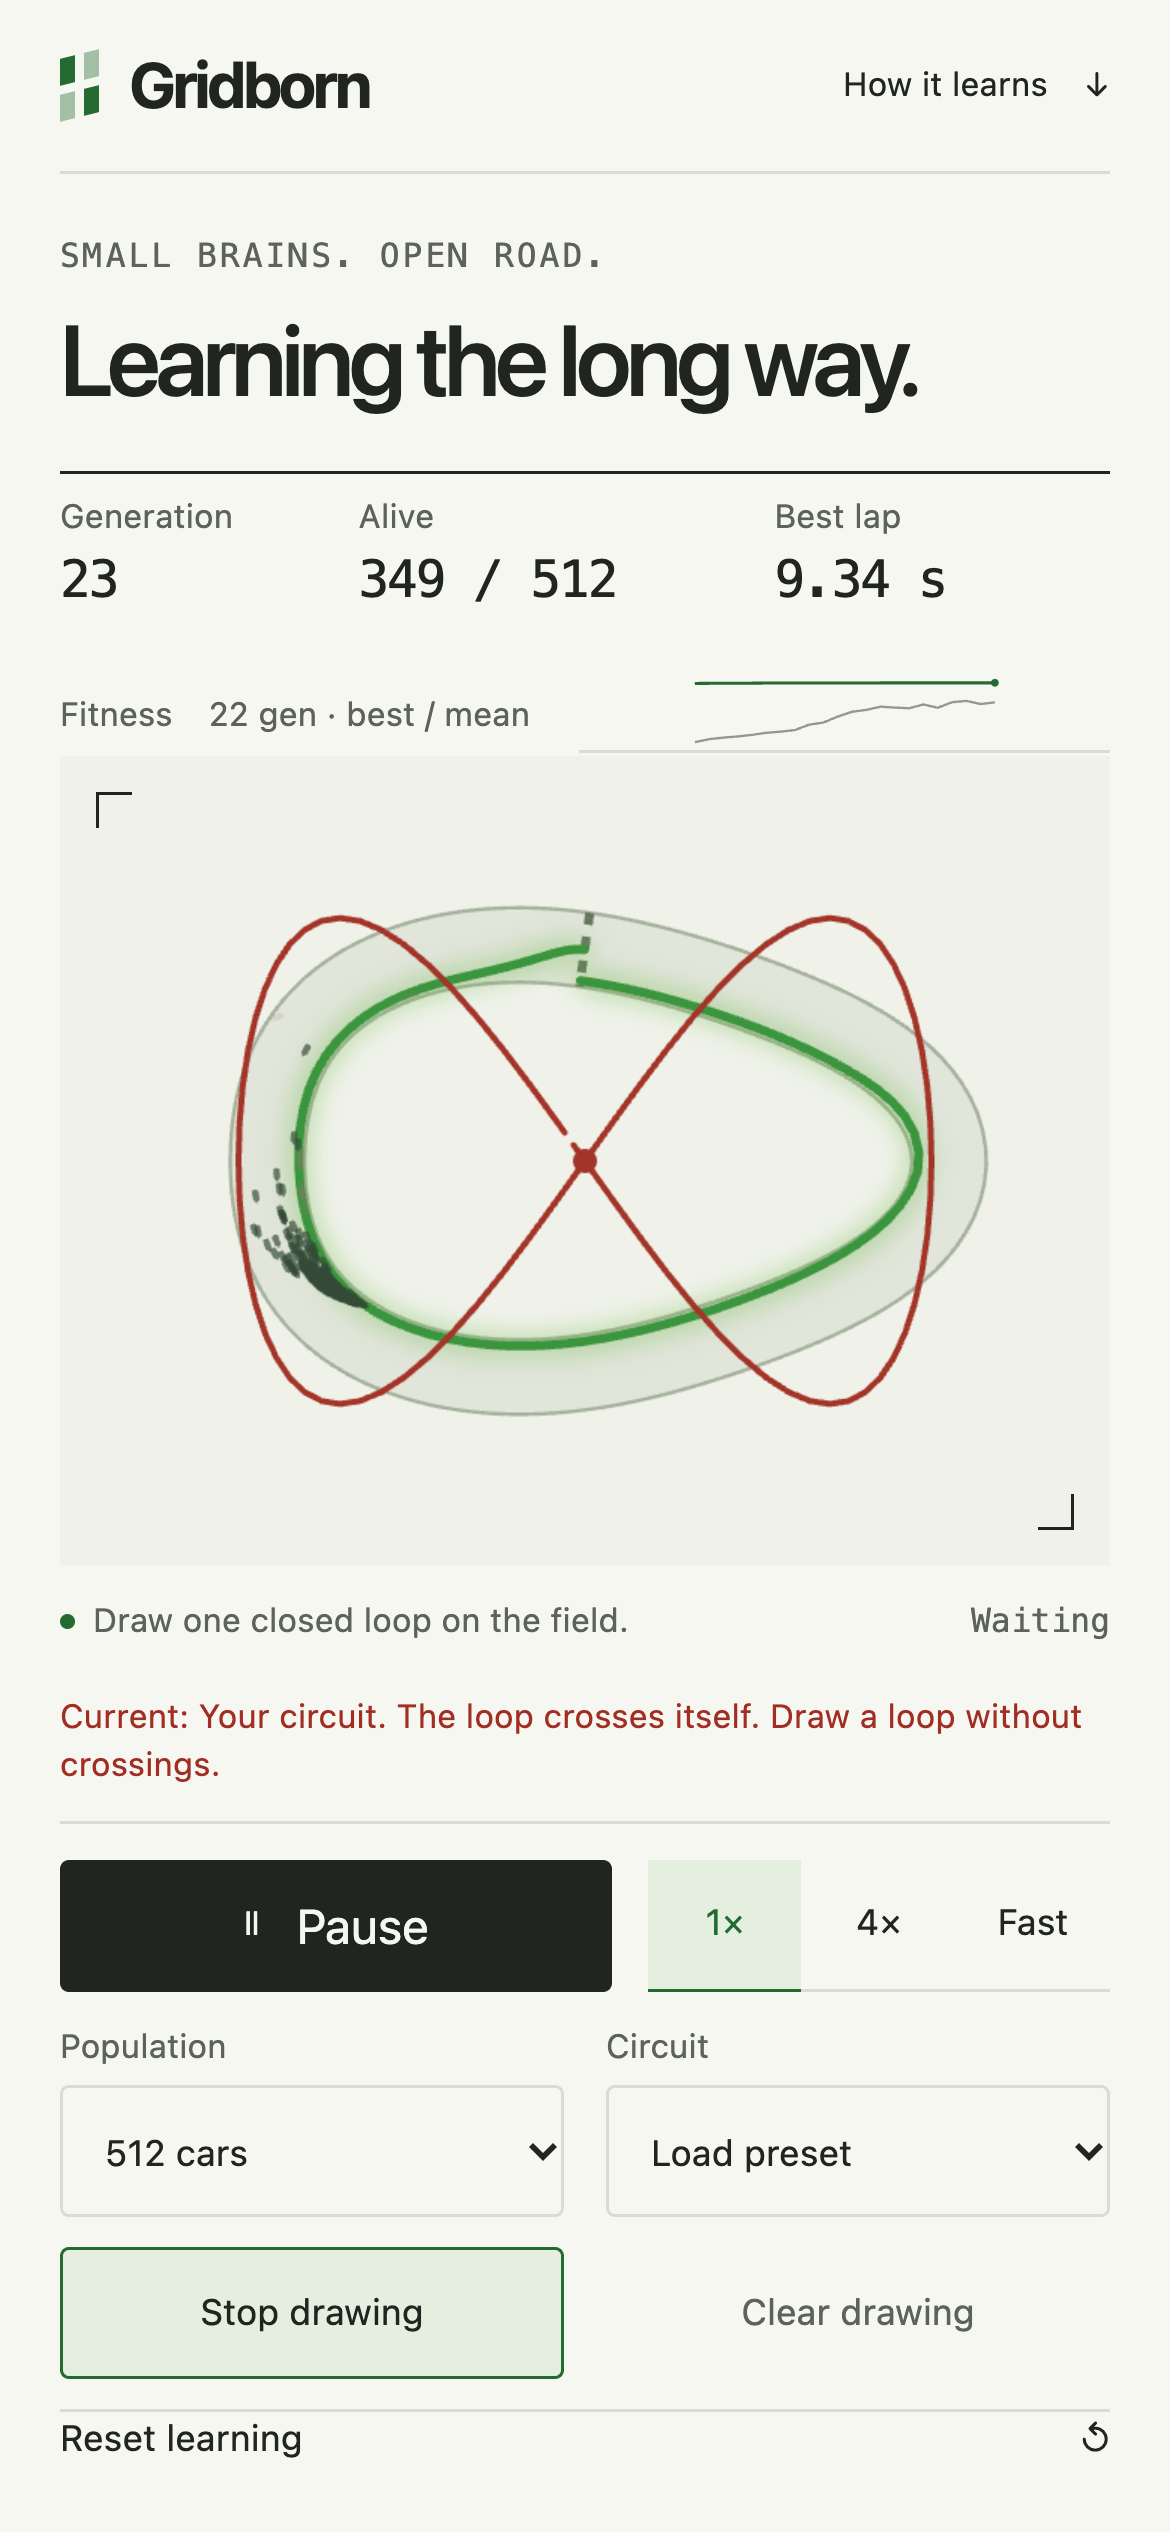 Gridborn
How it learns ↓
SMALL BRAINS. OPEN ROAD.
Learning the long way.
Generation
Alive
Best lap
23
349 / 512
9.34 s
Fitness 22 gen · best / mean
Draw one closed loop on the field.
Waiting
Current: Your circuit. The loop crosses itself. Draw a loop without
crossings.
Pause
1×
4×
Fast
Population
Circuit
512 cars
Load preset
Stop drawing
Clear drawing
Reset learning